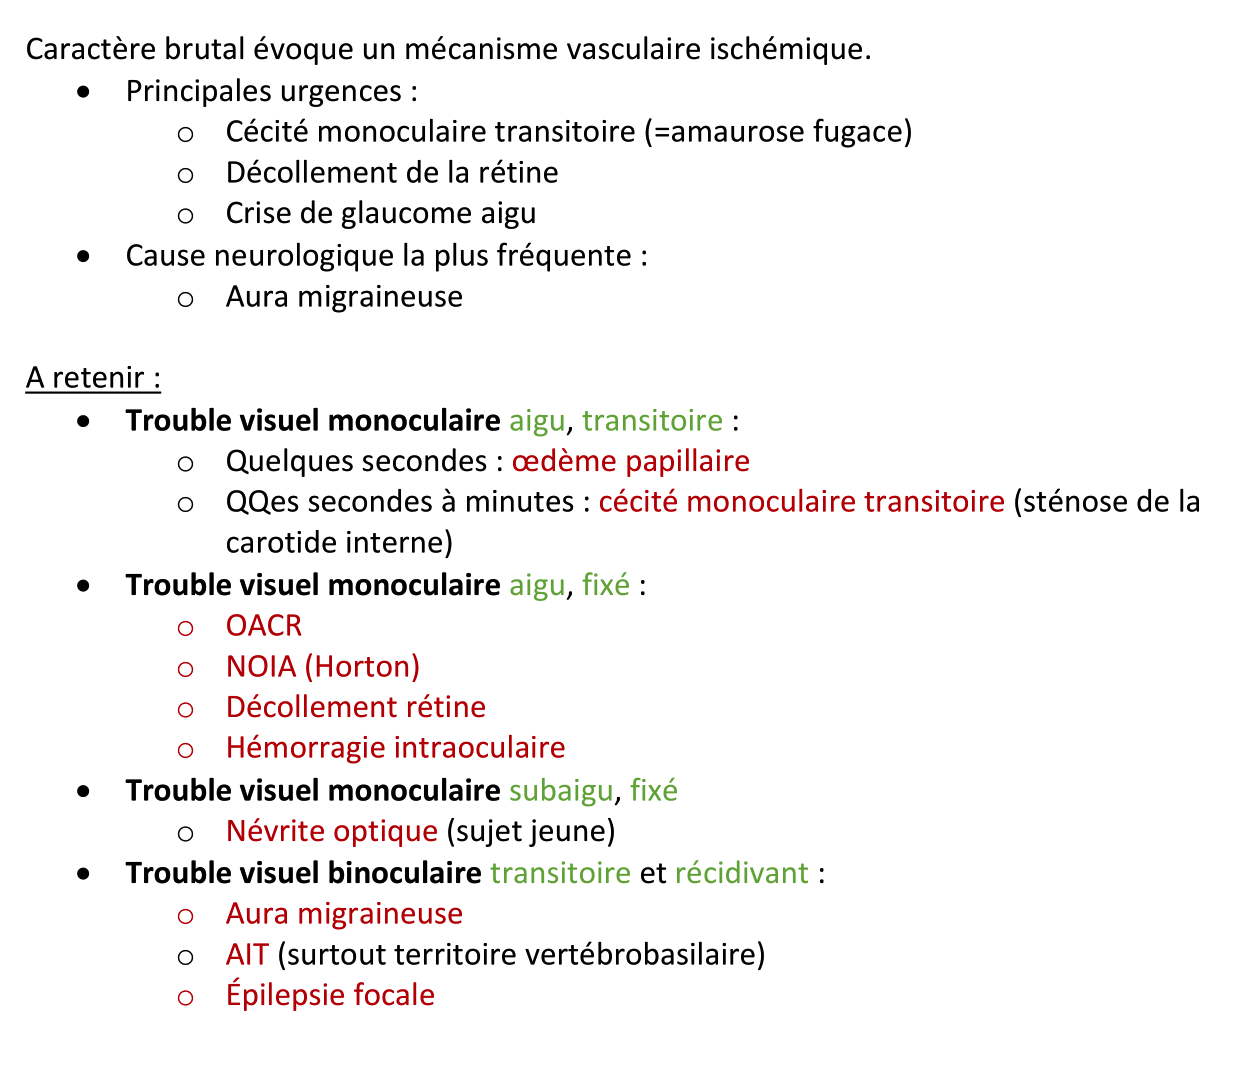 Caractère brutal évoque un mécanisme vasculaire ischémique.
• Principales urgences :
o Cécité monoculaire transitoire (=amaurose fugace)
o Décollement de la rétine
o Crise de glaucome aigu
• Cause neurologique la plus fréquente :
o Aura migraineuse
A retenir :
• Trouble visuel monoculaire aigu, transitoire :
o Quelques secondes : œdème papillaire
o QQes secondes à minutes : cécité monoculaire transitoire (sténose de la
carotide interne)
• Trouble visuel monoculaire aigu, fixé :
o OACR
o NOIA (Horton)
o Décollement rétine
o Hémorragie intraoculaire
• Trouble visuel monoculaire subaigu, fixé
o Névrite optique (sujet jeune)
• Trouble visuel binoculaire transitoire et récidivant :
o Aura migraineuse
o AIT (surtout territoire vertébrobasilaire)
o Épilepsie focale